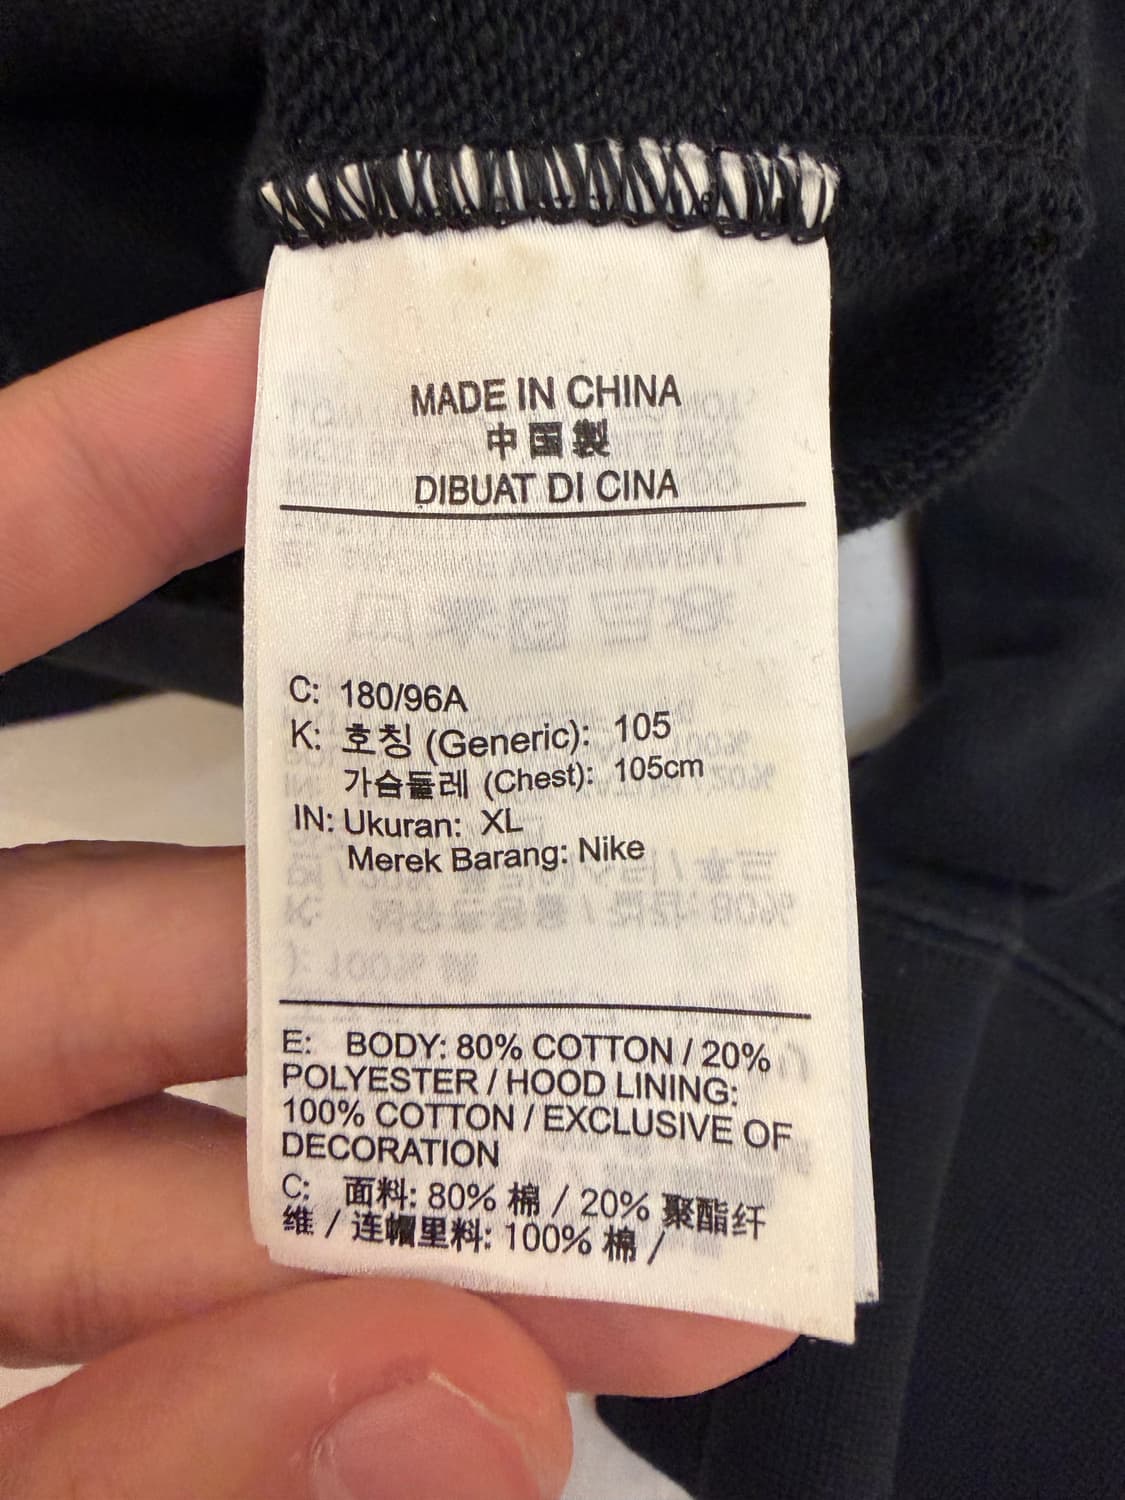 MADE IN CHINA
中国製
DIBUAT DI CINA
C: 180/96A
K: 호칭 (Generic): 105
가슴둘레 (Chest): 105cm
IN: Ukuran: XL
Merek Barang: Nike
E: BODY: 80% COTTON / 20%
POLYESTER / HOOD LINING:
100% COTTON / EXCLUSIVE OF
DECORATION
C: 面料: 80% 棉 / 20% 聚酯纤
维 / 连帽里料: 100% 棉 /